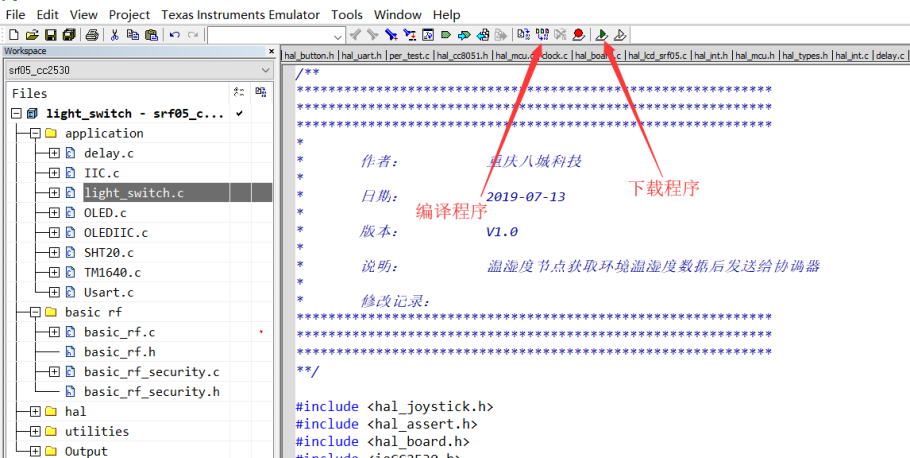 File Edit View Project Texas Instruments Emulator Tools Window Help
Workspace
srf05_cc2530
Files
light_switch - srf05_c...
application
delay.c
IIC.c
light_switch.c
OLED.c
OLEDIIC.c
SHT20.c
TM1640.c
Usart.c
basic rf
basic_rf.c
basic_rf.h
basic_rf_security.c
basic_rf_security.h
hal
utilities
Output
hal_button.h | hal_uart.h | per_test.c | hal_cc8051.h | hal_mcu.c lock.c | hal_board.c | hal_lcd_srf05.c | hal_int.h | hal_mcu.h | hal_types.h | hal_int.c | delay.c
/**
*************************************************************
*************************************************************
*************************************************************
*
* 作者: 重庆八城科技
*
* 日期: 2019-07-13
*
* 版本: V1.0
*
* 说明: 温湿度节点获取环境温湿度数据后发送给协调器
*
* 修改记录:
*************************************************************
*************************************************************
*************************************************************
**/
#include <hal_joystick.h>
#include <hal_assert.h>
#include <hal_board.h>
#include <ioCC2530.h>
编译程序
下载程序